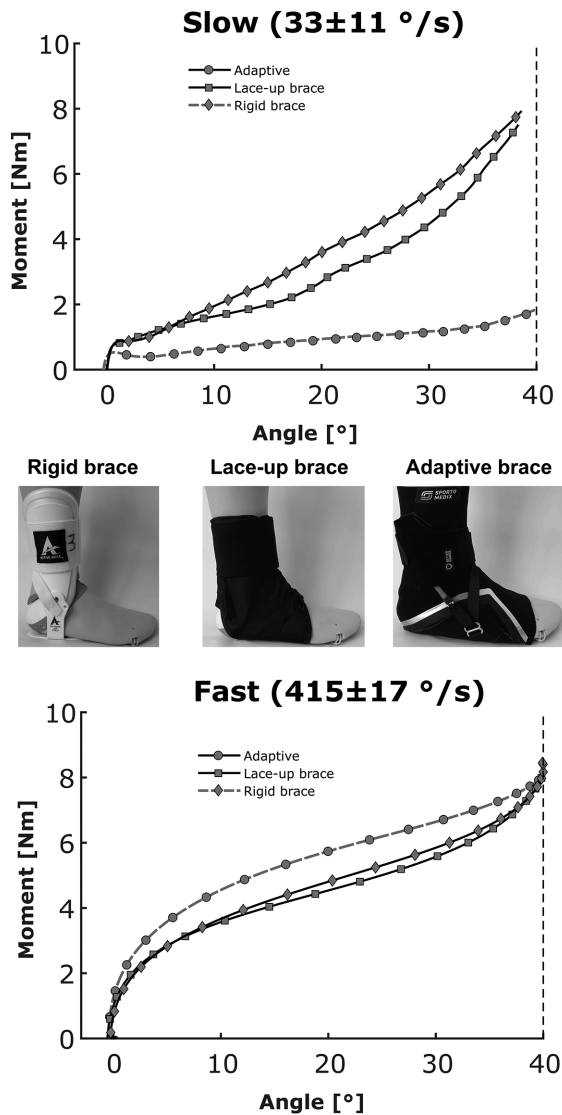 Slow (33±11 °/s)
10
8
6
4
2
0
Moment [Nm]
Adaptive
Lace-up brace
Rigid brace
0 10 20 30 40
Angle [°]
Rigid brace Lace-up brace Adaptive brace
3
SPORTO
MEDIX
Fast (415±17 °/s)
10
8
6
4
2
0
Moment [Nm]
Adaptive
Lace-up brace
Rigid brace
0 10 20 30 40
Angle [°]